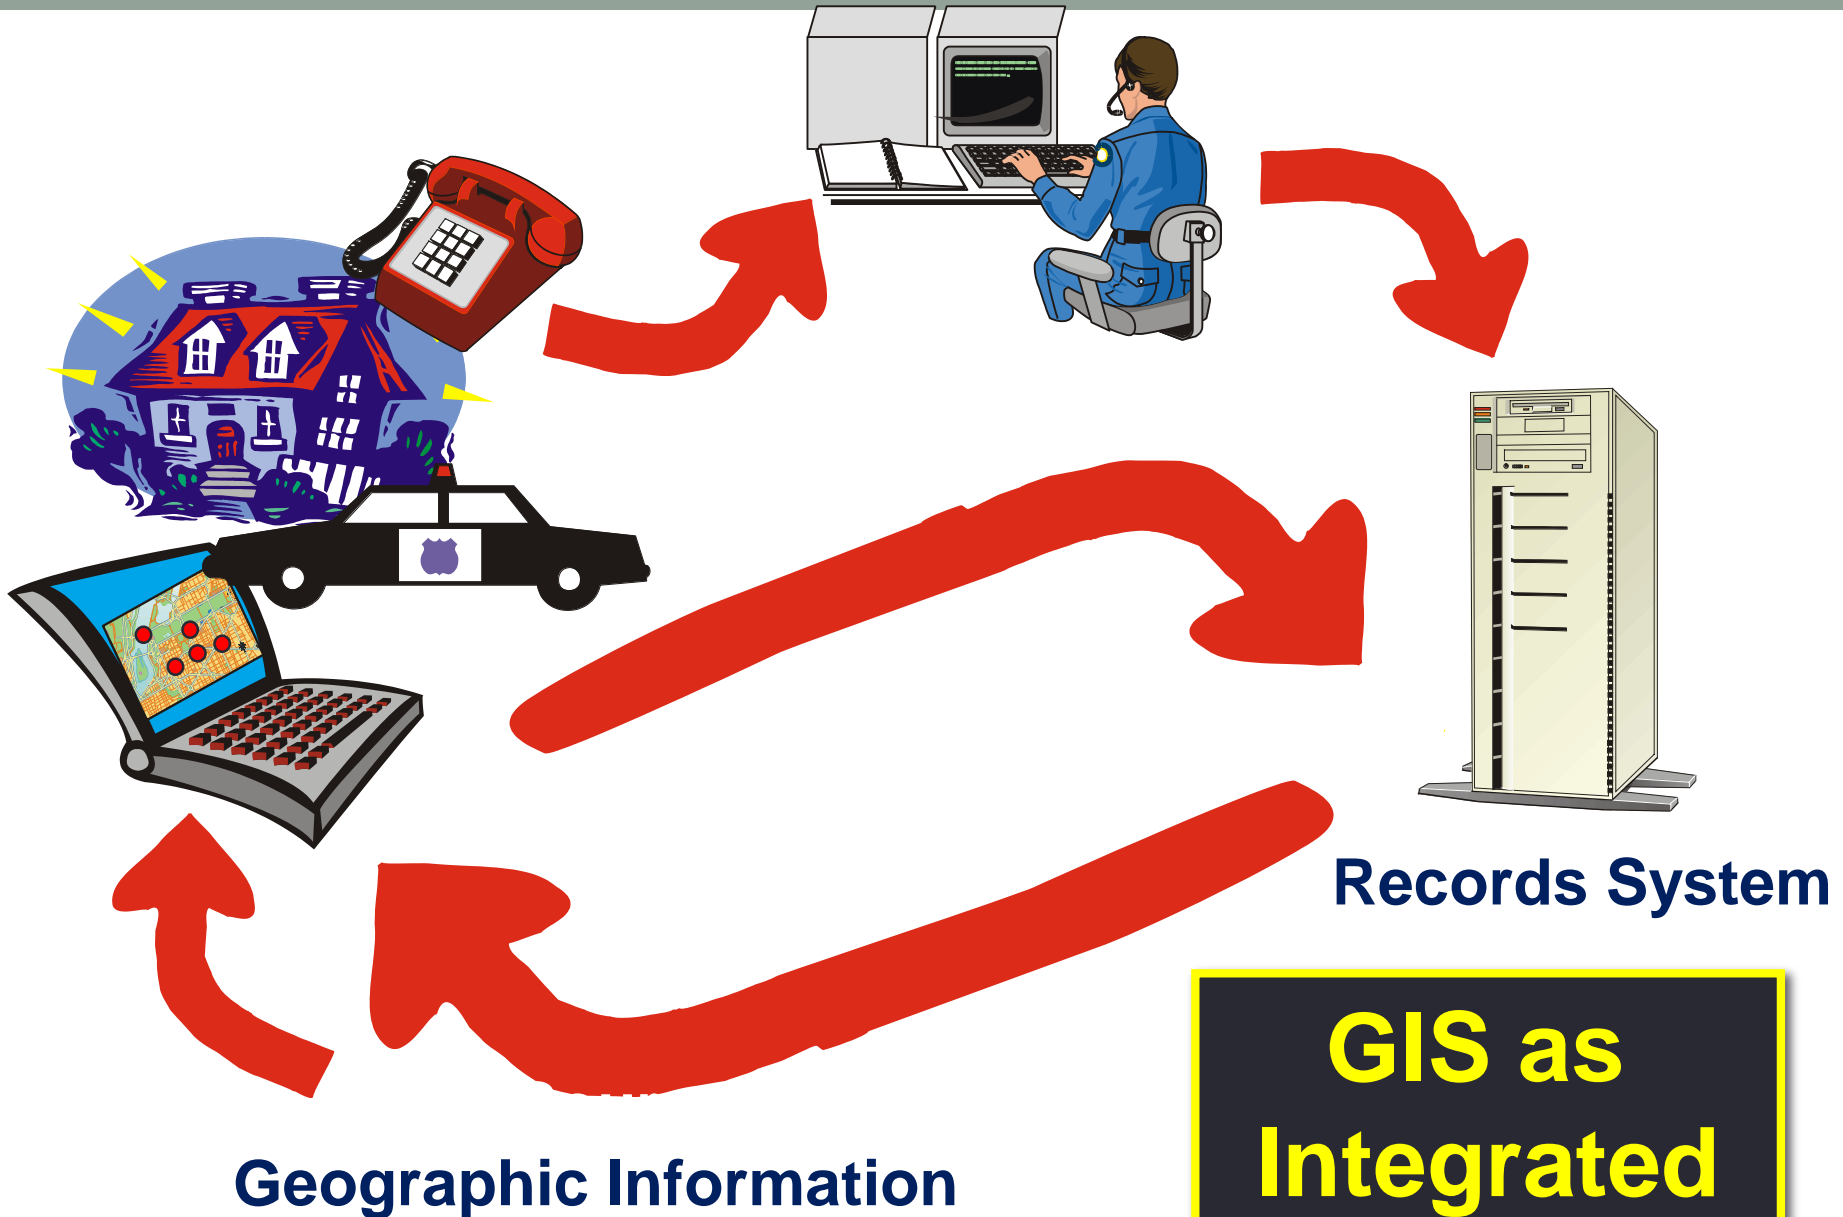 Records System
GIS as
Integrated
Geographic Information